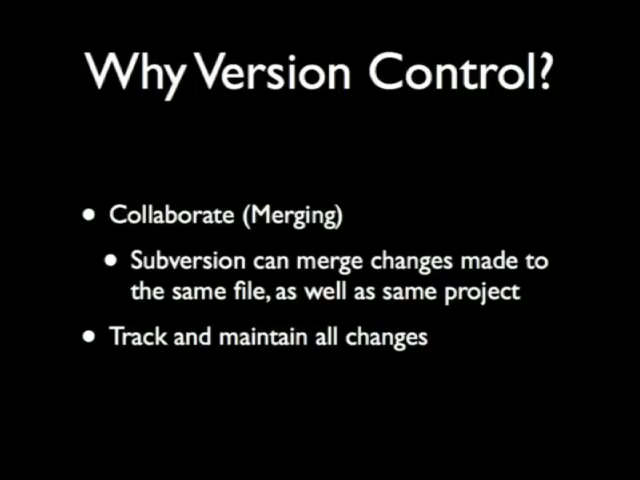 Why Version Control?
• Collaborate (Merging)
• Subversion can merge changes made to
the same file, as well as same project
• Track and maintain all changes